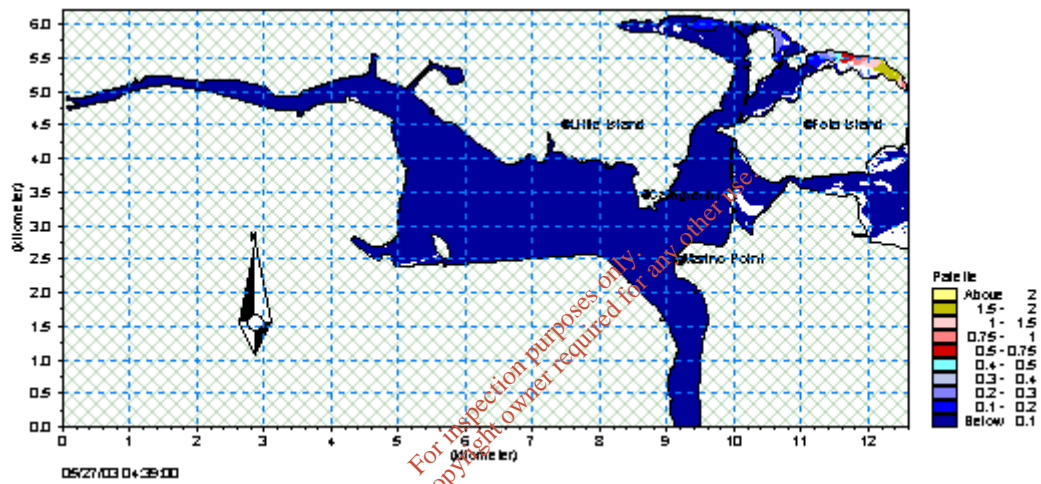 6.0
5.5
5.0
4.5
4.0
3.5
3.0
2.5
2.0
1.5
1.0
0.5
0.0
(kilometer)
0 1 2 3 4 5 6 7 8 9 10 11 12
(kilometer)
Little Island
Fota Island
Marino Point
For inspection purposes only.
copyright owner required for any other use.
Palette
Above 2
1.5 - 2
1 - 1.5
0.75 - 1
0.5 - 0.75
0.4 - 0.5
0.3 - 0.4
0.2 - 0.3
0.1 - 0.2
Below 0.1
05/27/03 04:39:00